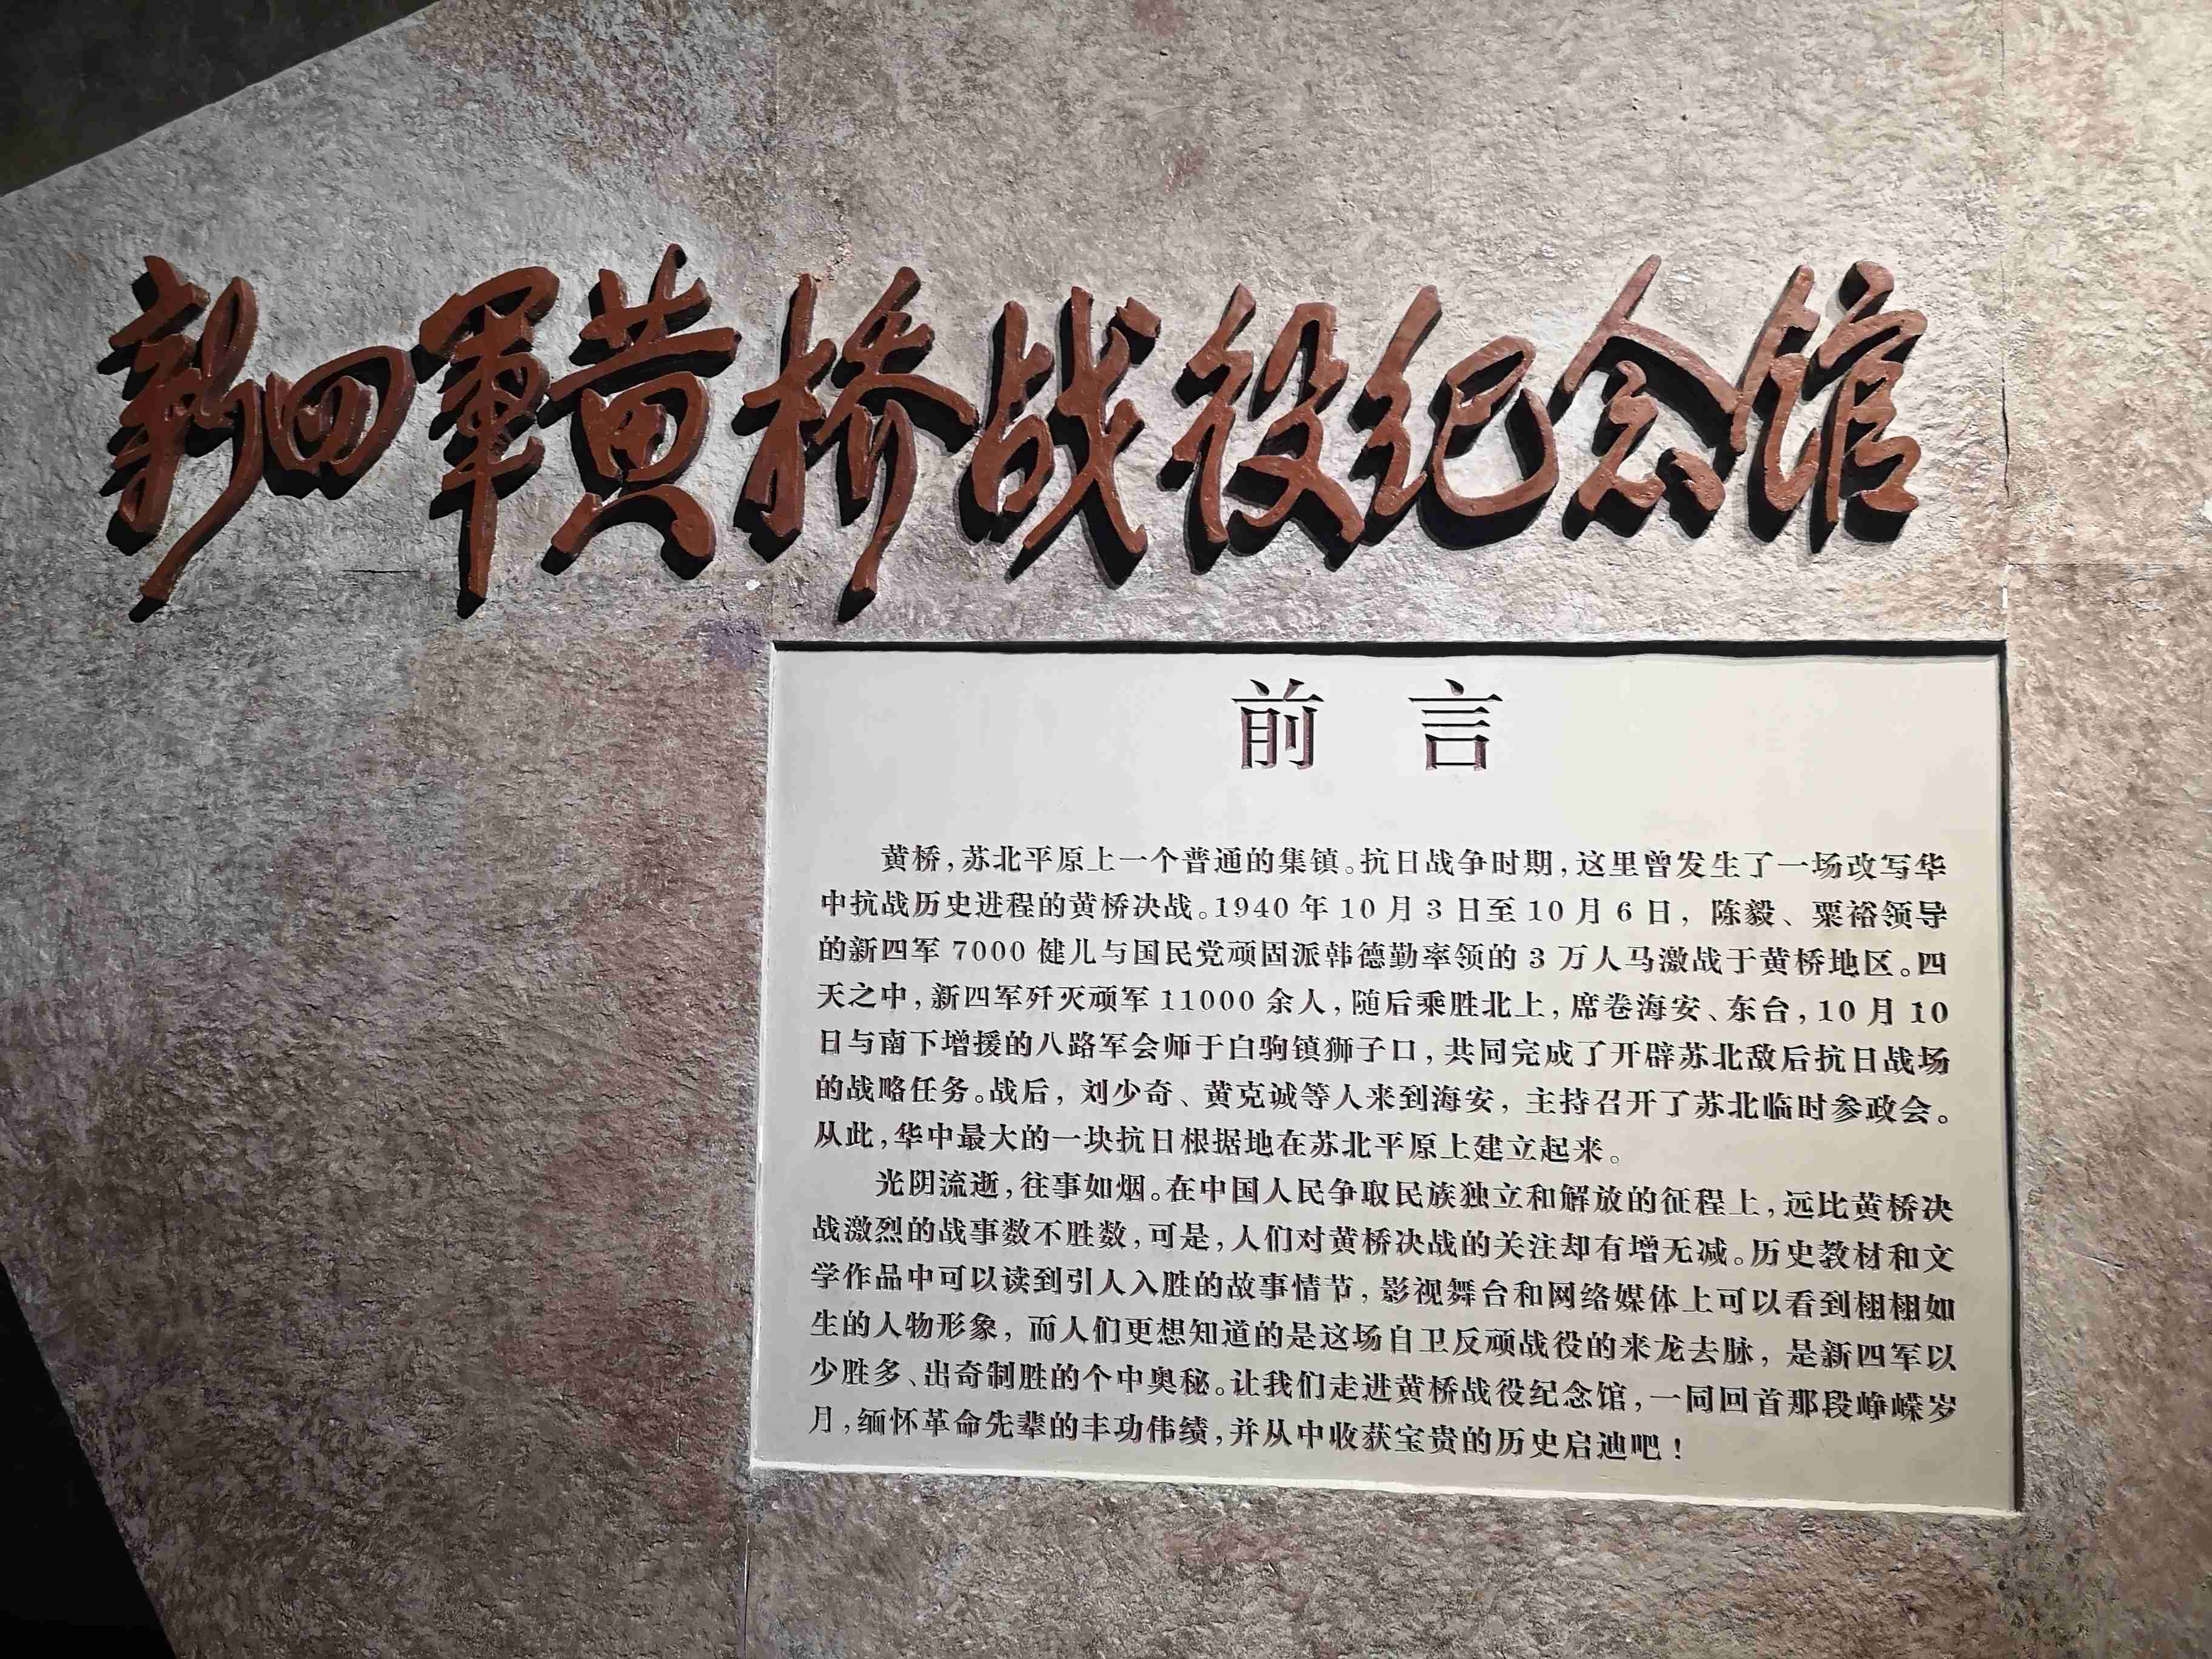 新四軍黄桥战役纪念馆
前 言
黄桥，苏北平原上一个普通的集镇。抗日战争时期，这里曾发生了一场改写华
中抗战历史进程的黄桥决战。1940 年 10 月 3 日至 10 月 6 日，陈毅、粟裕领导
的新四军 7000 健儿与国民党顽固派韩德勤率领的 3 万人马激战于黄桥地区。四
天之中，新四军歼灭顽军 11000 余人，随后乘胜北上，席卷海安、东台，10 月 10
日与南下增援的八路军会师于白驹镇狮子口，共同完成了开辟苏北敌后抗日战场
的战略任务。战后，刘少奇、黄克诚等人来到海安，主持召开了苏北临时参政会。
从此，华中最大的一块抗日根据地在苏北平原上建立起来。
光阴流逝，往事如烟。在中国人民争取民族独立和解放的征程上，远比黄桥决
战激烈的战事数不胜数，可是，人们对黄桥决战的关注却有增无减。历史教材和文
学作品中可以读到引人入胜的故事情节，影视舞台和网络媒体上可以看到栩栩如
生的人物形象，而人们更想知道的是这场自卫反顽战役的来龙去脉，是新四军以
少胜多、出奇制胜的个中奥秘。让我们走进黄桥战役纪念馆，一同回首那段峥嵘岁
月，缅怀革命先辈的丰功伟绩，并从中收获宝贵的历史启迪吧！